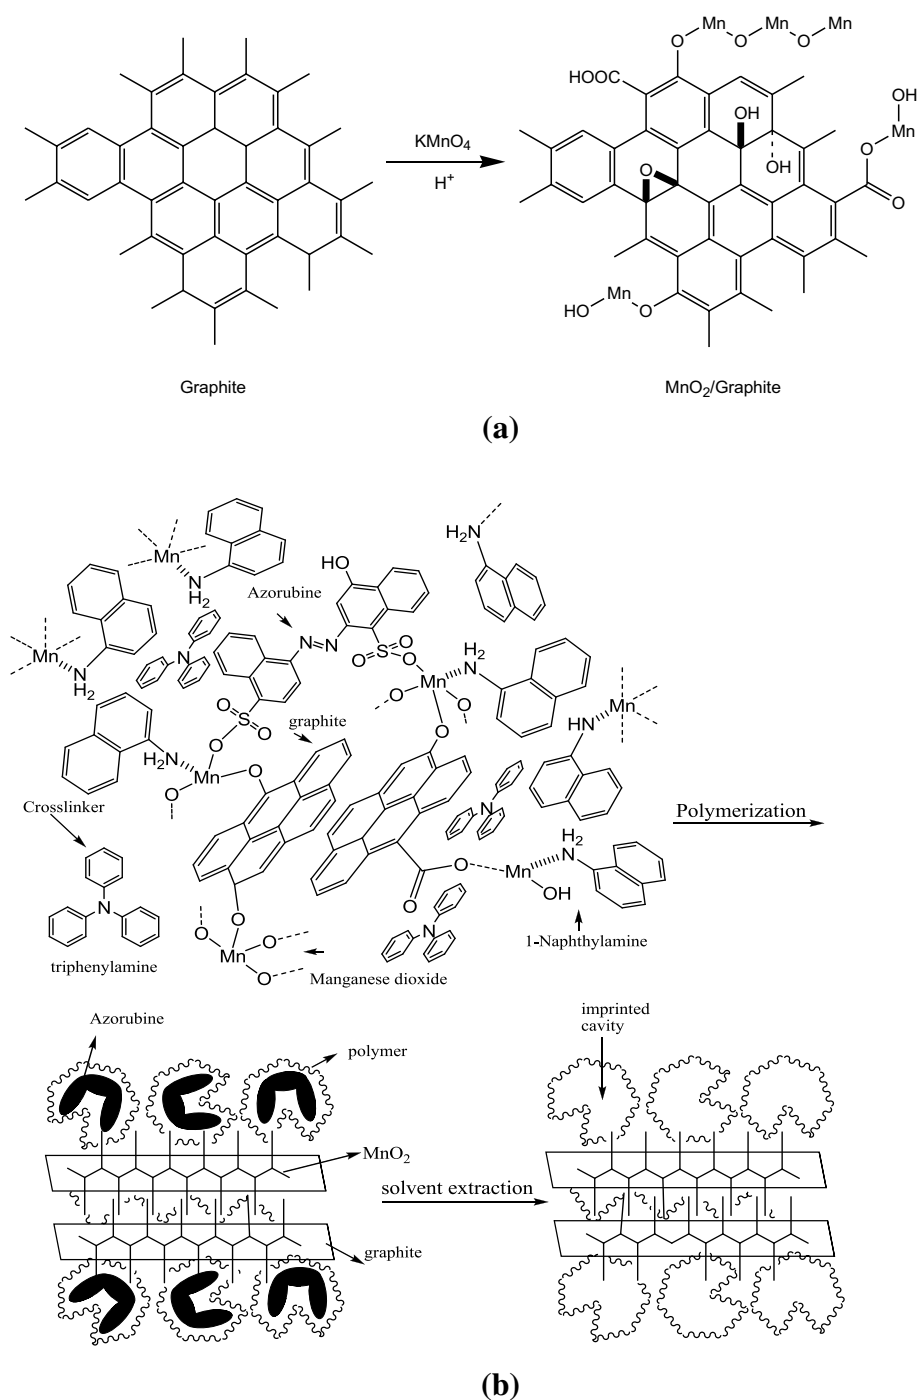 Mn Mn Mn
O O O
HOOC
OH
OH
Mn
O
KMnO4
H+
O
OH
O
Mn
HO O
Graphite
MnO2/Graphite
(a)
H2N
Mn
N
H2
HO
Azorubine
Mn
N
H2
N
N=N
O
S
O
O
H2
N
Mn
O O
Mn
HN
O
S
O
O
graphite
O
H2N
Mn
O
O
Crosslinker
N
Polymerization
H2
N
O
Mn
OH
O
N
triphenylamine
O
O
Mn
O
O
N
1-Naphthylamine
Manganese dioxide
Azorubine
polymer
imprinted
cavity
MnO2
solvent extraction
graphite
(b)